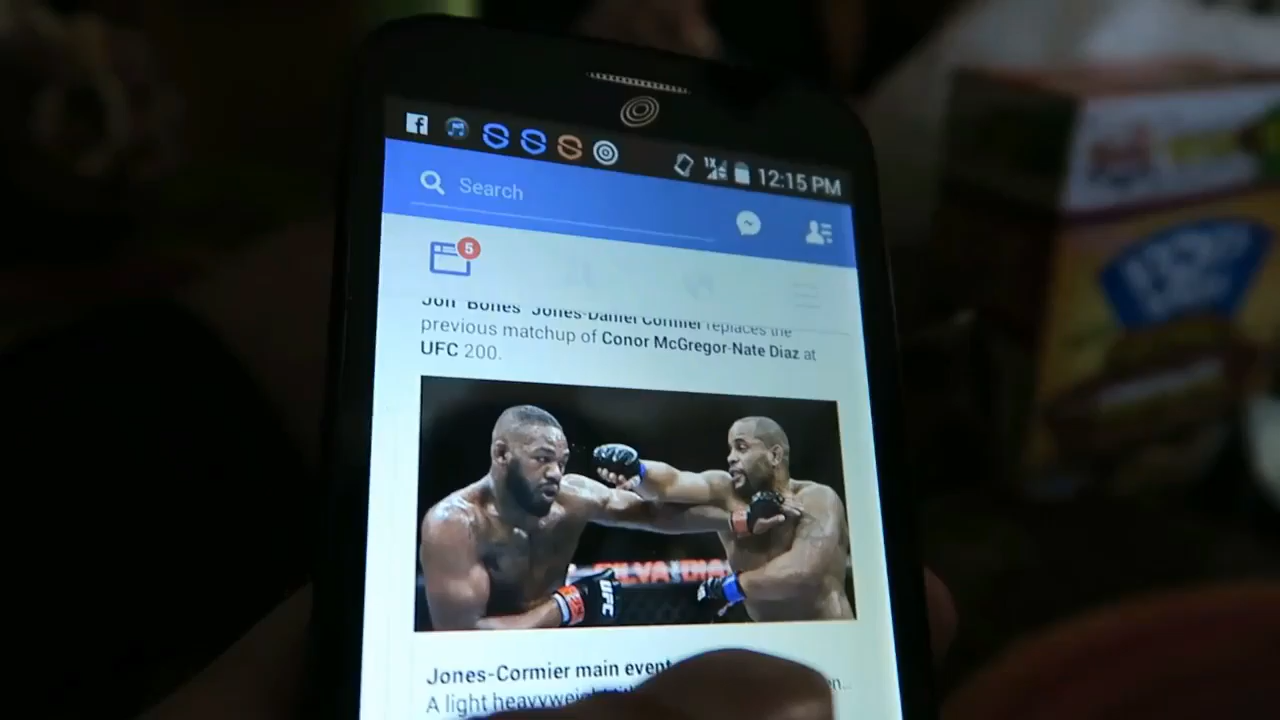 12:15 PM
Search
5
Jon "Bones" Jones-Daniel Cormier replaces the
previous matchup of Conor McGregor-Nate Diaz at
UFC 200.
UFC
Jones-Cormier main event
A light heavyweight